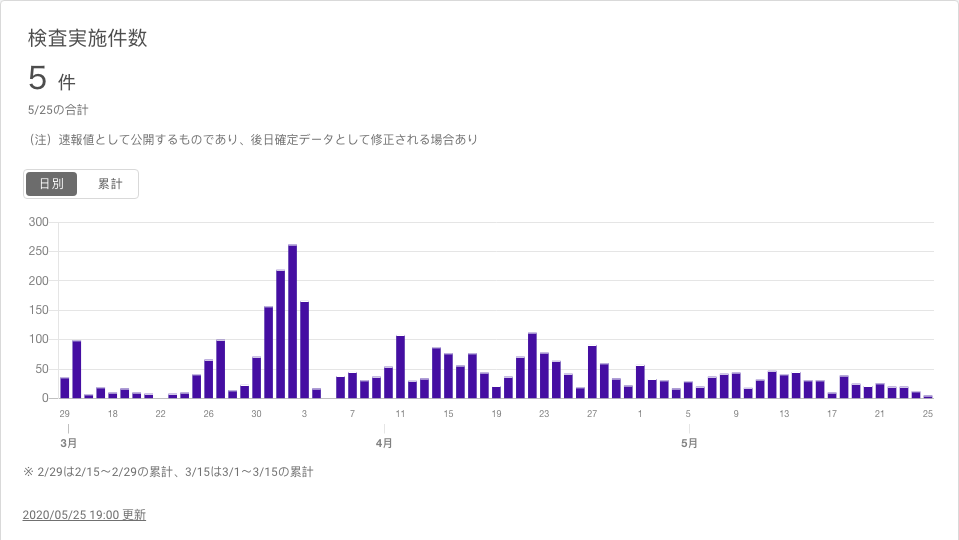 検査実施件数
5 件
5/25の合計
（注）速報値として公開するものであり、後日確定データとして修正される場合あり
日別 累計
300
250
200
150
100
50
0
29 18 22 26 30 3 7 11 15 19 23 27 1 5 9 13 17 21 25
3月 4月 5月
※ 2/29は2/15〜2/29の累計、3/15は3/1〜3/15の累計
2020/05/25 19:00 更新